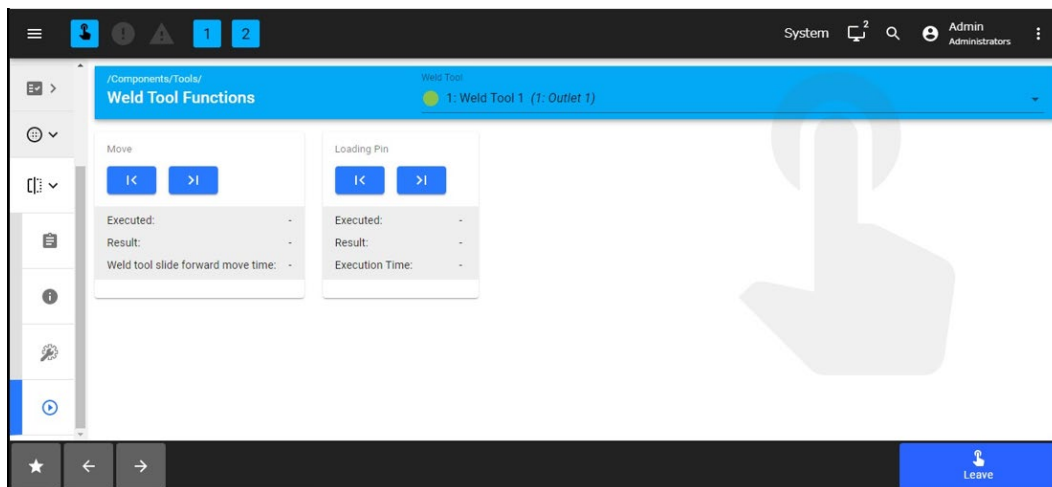 1
2
System
2
Admin
Administrators
/Components/Tools/
Weld Tool Functions
Weld Tool
1: Weld Tool 1 (1: Outlet 1)
Move
Executed: -
Result: -
Weld tool slide forward move time: -
Loading Pin
Executed: -
Result: -
Execution Time: -
Leave